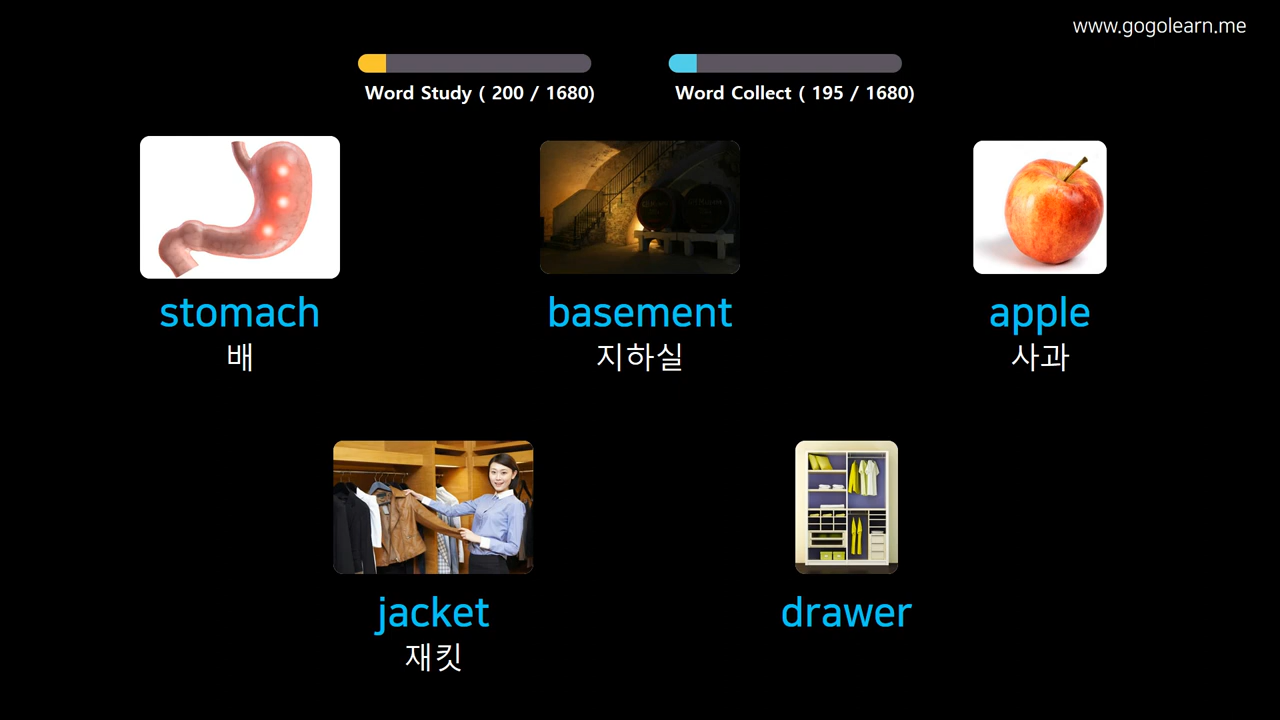 www.gogolearn.me
Word Study ( 200 / 1680)
Word Collect ( 195 / 1680)
stomach
배
basement
지하실
apple
사과
jacket
재킷
drawer